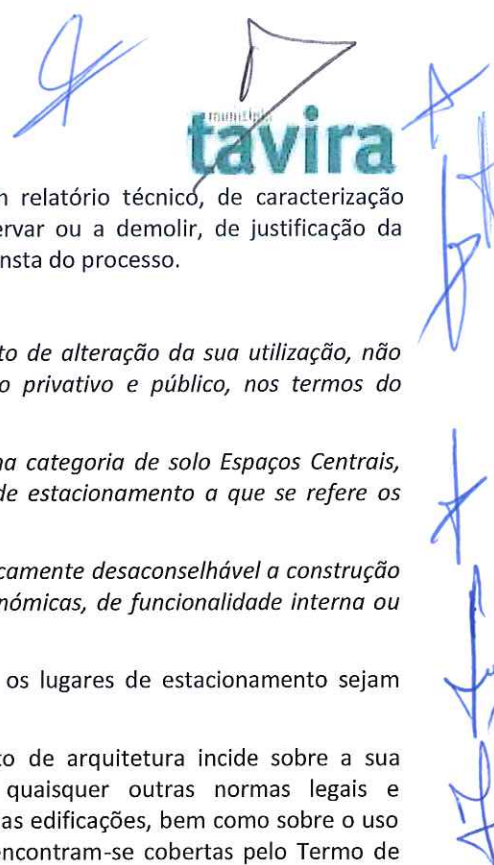 município
tavira
relatório técnico, de caracterização
ervar ou a demolir, de justificação da
nsta do processo.
to de alteração da sua utilização, não
o privativo e público, nos termos do
na categoria de solo Espaços Centrais,
de estacionamento a que se refere os
camente desaconselhável a construção
nómicas, de funcionalidade interna ou
os lugares de estacionamento sejam
to de arquitetura incide sobre a sua
quaisquer outras normas legais e
as edificações, bem como sobre o uso
encontram-se cobertas pelo Termo de